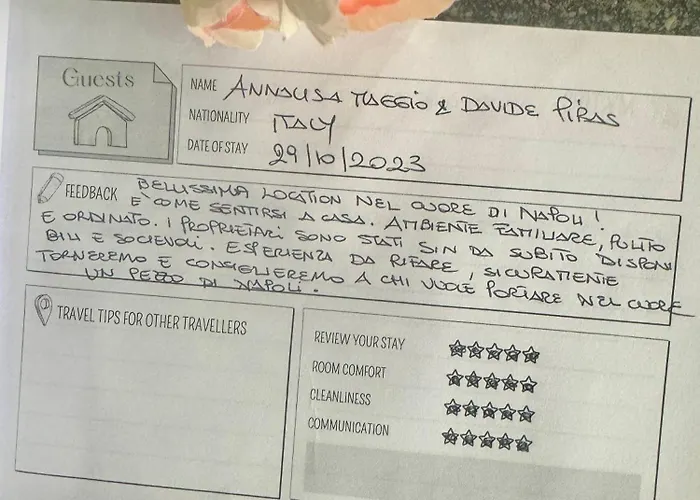 Guests
NAME ANNALISA TAGGIO & DAVIDE PIRAS
NATIONALITY ITALY
DATE OF STAY 29/10/2023
FEEDBACK BELLISSIMA LOCATION NEL CUORE DI NAPOLI!
E' COME SENTIRSI A CASA. AMBIENTE FAMILIARE, PULITO
E ORDINATO. I PROPRIETARI SONO STATI SIN DA SUBITO DISPONI
BILI E SOCIEVOLI. ESPERIENZA DA RIFARE, SICURAMENTE
TORNEREMO E CONSIGLIEREMO A CHI VUOLE PORTARE NEL CUORE
UN PEZZO DI NAPOLI.
TRAVEL TIPS FOR OTHER TRAVELLERS
REVIEW YOUR STAY
ROOM COMFORT
CLEANLINESS
COMMUNICATION